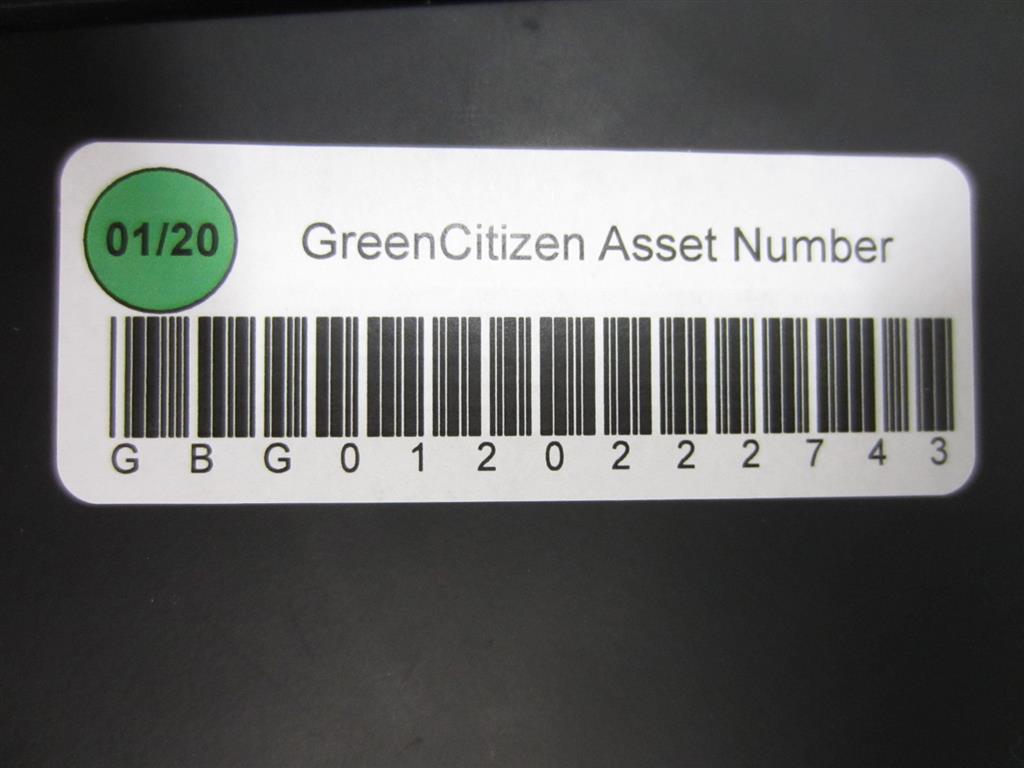 01/20
GreenCitizen Asset Number
GBG0120222743